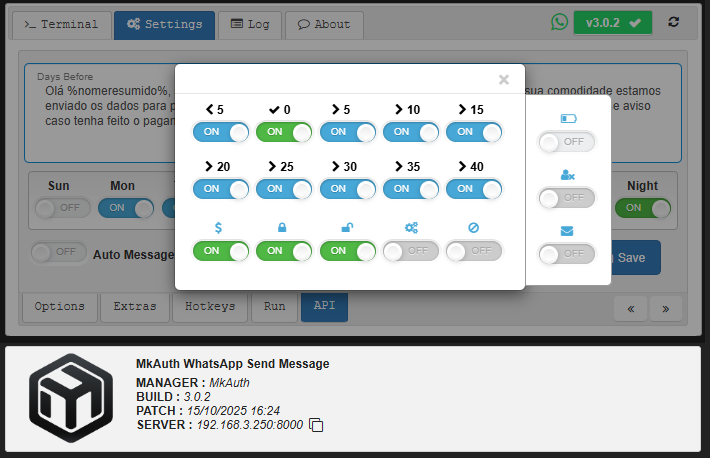 >_ Terminal
Settings
Log
About
v3.0.2
Days Before
Olá %nomeresumido%,
sua comodidade estamos
enviado os dados para p
e aviso
caso tenha feito o pagam
×
< 5
0
> 5
> 10
> 15
ON
ON
ON
ON
ON
OFF
> 20
> 25
> 30
> 35
> 40
ON
ON
ON
ON
ON
OFF
Sun
Mon
Night
OFF
ON
ON
$
ON
ON
ON
OFF
OFF
OFF
OFF
Auto Message
Save
Options
Extras
Hotkeys
Run
API
«
»
MkAuth WhatsApp Send Message
MANAGER : MkAuth
BUILD : 3.0.2
PATCH : 15/10/2025 16:24
SERVER : 192.168.3.250:8000